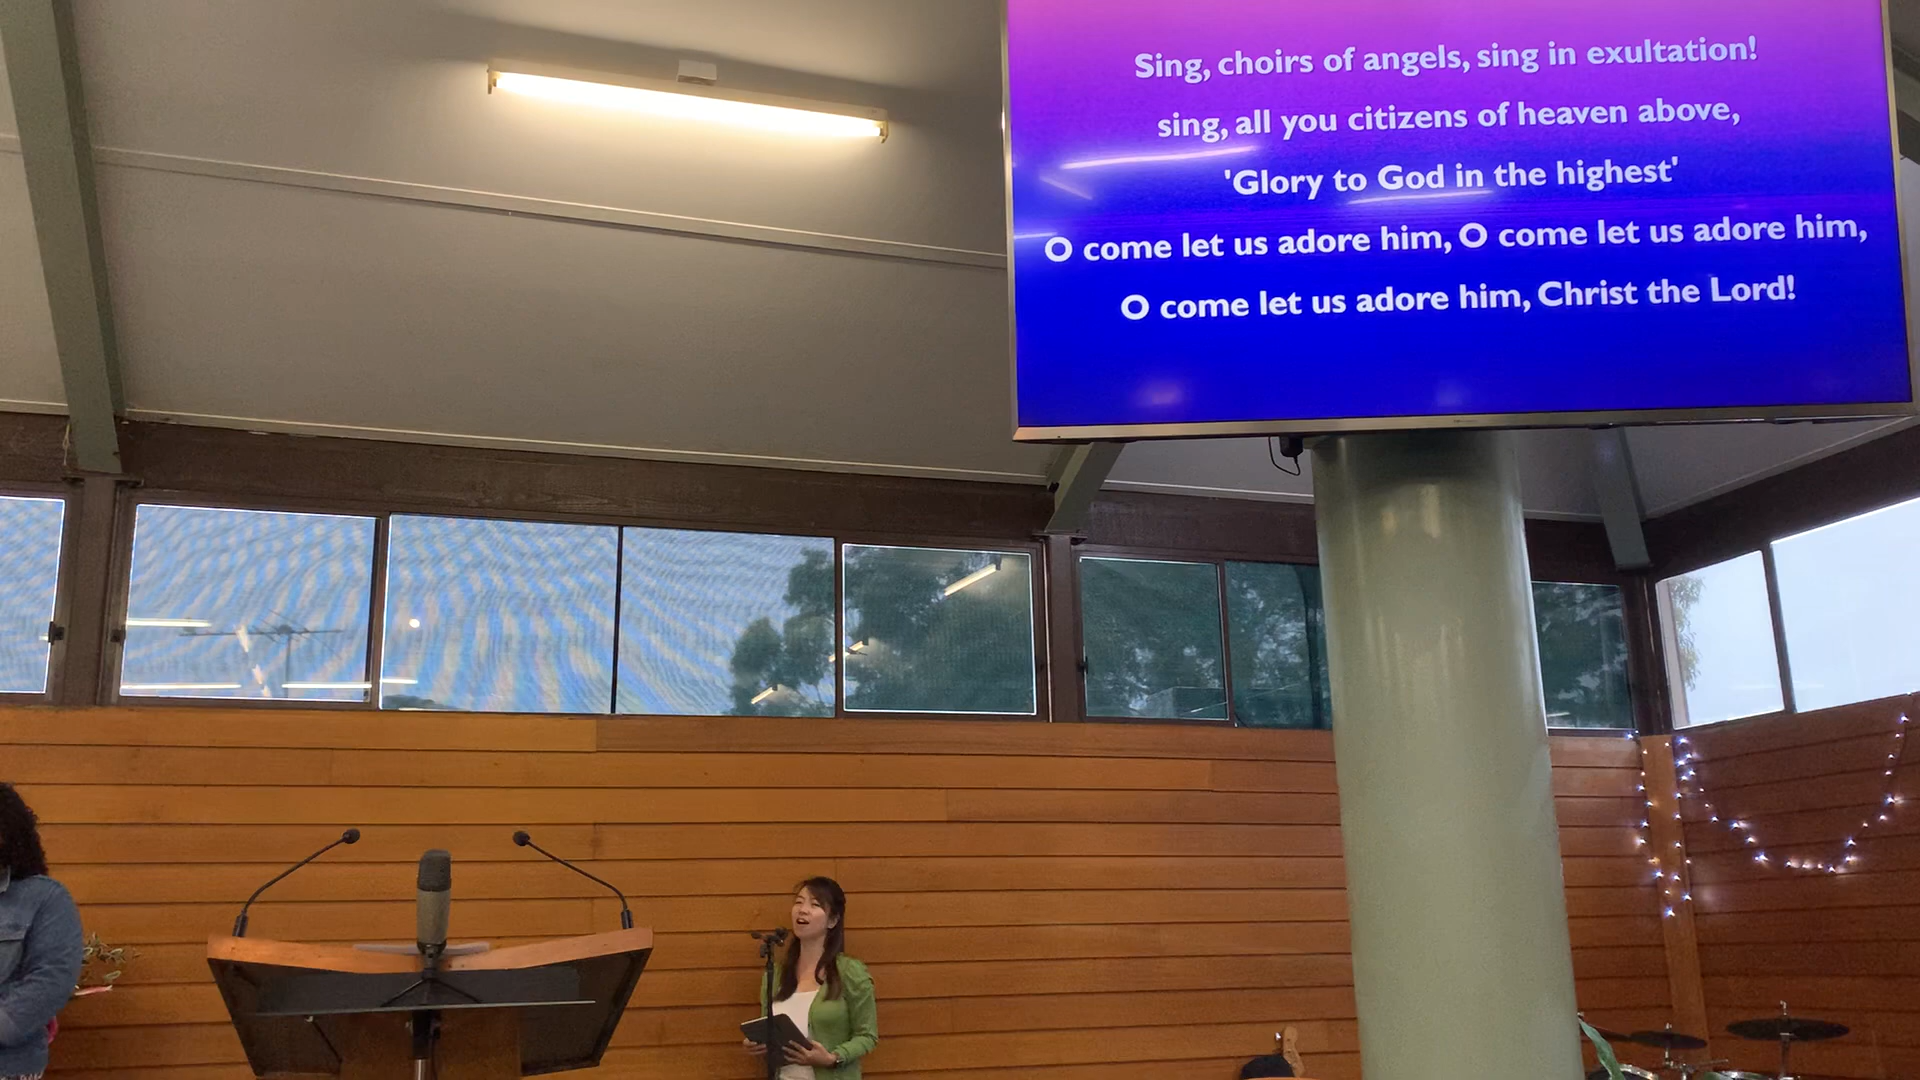 Sing, choirs of angels, sing in exultation!
sing, all you citizens of heaven above,
'Glory to God in the highest'
O come let us adore him, O come let us adore him,
O come let us adore him, Christ the Lord!